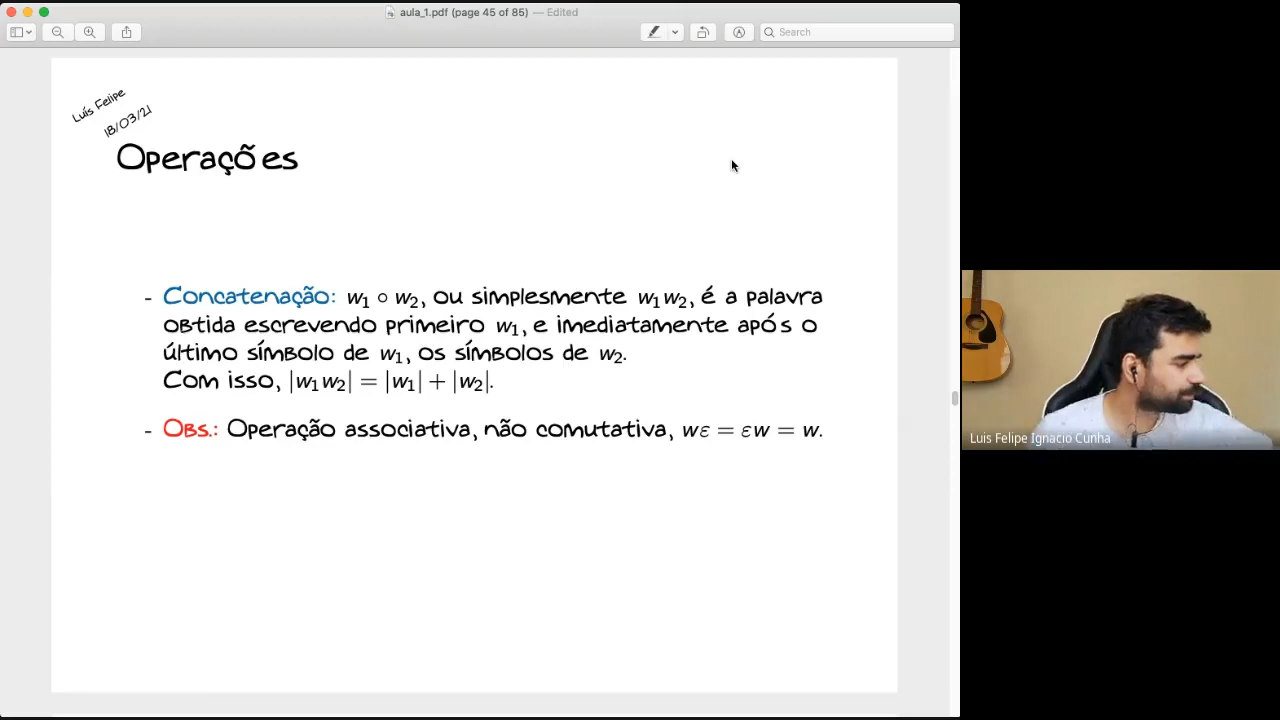 aula_1.pdf (page 45 of 85) — Edited
Search
Luís Felipe
18/03/21
Operações
- Concatenação: w₁ ∘ w₂, ou simplesmente w₁w₂, é a palavra
obtida escrevendo primeiro w₁, e imediatamente após o
último símbolo de w₁, os símbolos de w₂.
Com isso, |w₁w₂| = |w₁| + |w₂|.
- Obs.: Operação associativa, não comutativa, wε = εw = w.
Luis Felipe Ignacio Cunha